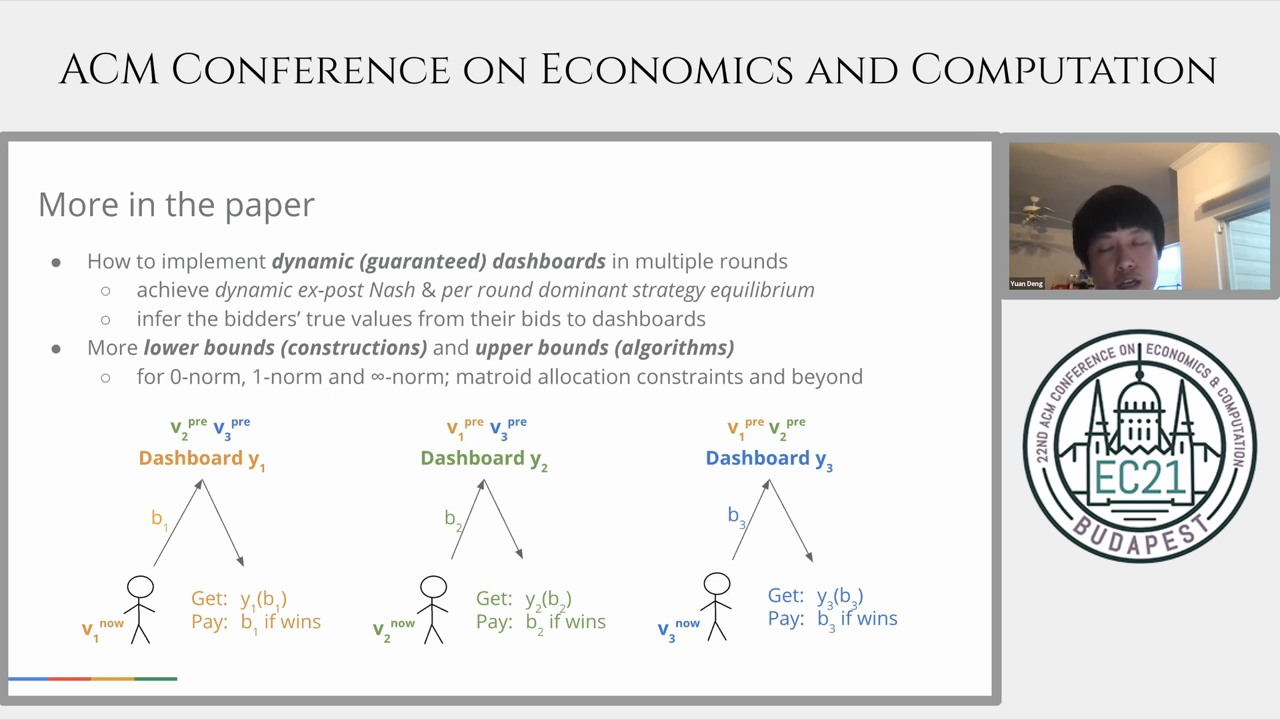 ACM Conference on Economics and Computation
More in the paper
● How to implement dynamic (guaranteed) dashboards in multiple rounds
○ achieve dynamic ex-post Nash & per round dominant strategy equilibrium
○ infer the bidders’ true values from their bids to dashboards
● More lower bounds (constructions) and upper bounds (algorithms)
○ for 0-norm, 1-norm and ∞-norm; matroid allocation constraints and beyond
v2pre v3pre
Dashboard y1
b1
Get: y1(b1)
Pay: b1 if wins
v1now
v1pre v3pre
Dashboard y2
b2
Get: y2(b2)
Pay: b2 if wins
v2now
v1pre v2pre
Dashboard y3
b3
Get: y3(b3)
Pay: b3 if wins
v3now
Yuan Deng
22ND ACM CONFERENCE ON ECONOMICS & COMPUTATION
EC21
BUDAPEST